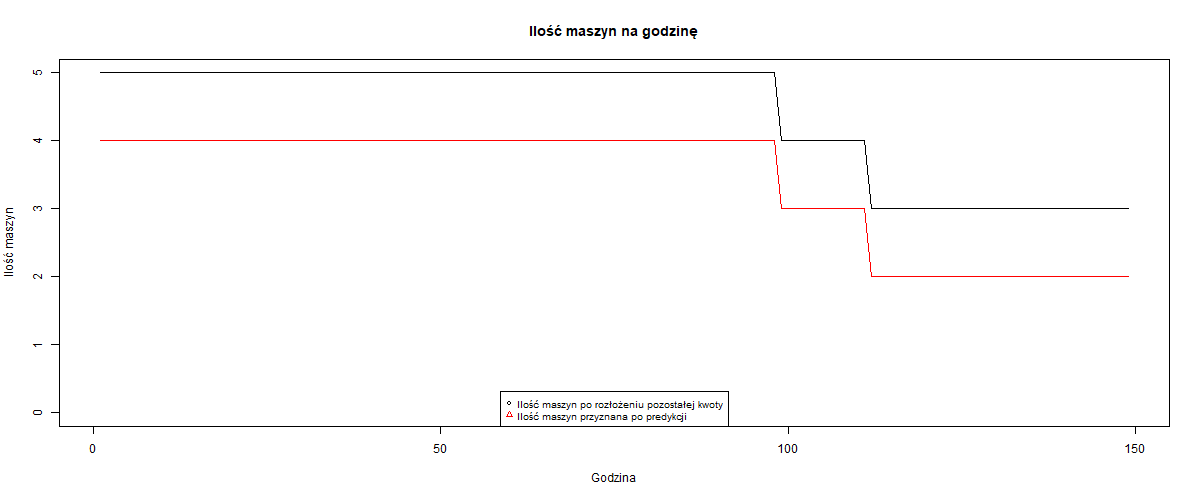 Ilość maszyn na godzinę
Ilość maszyn
5
4
3
2
1
0
Ilość maszyn po rozłożeniu pozostałej kwoty
Ilość maszyn przyznana po predykcji
0 50 100 150
Godzina